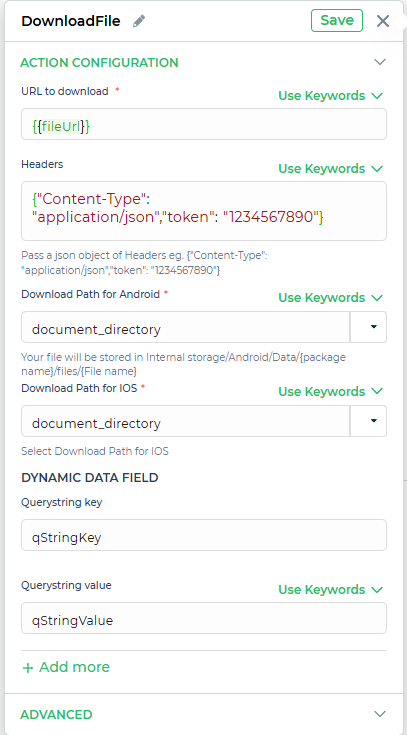 DownloadFile
Save
ACTION CONFIGURATION
URL to download *
Use Keywords
{{fileUrl}}
Headers
Use Keywords
{"Content-Type":
"application/json","token": "1234567890"}
Pass a json object of Headers eg. {"Content-Type":
"application/json","token": "1234567890"}
Download Path for Android *
Use Keywords
document_directory
Your file will be stored in Internal storage/Android/Data/{package
name}/files/{File name}
Download Path for IOS *
Use Keywords
document_directory
Select Download Path for IOS
DYNAMIC DATA FIELD
Querystring key
qStringKey
Querystring value
Use Keywords
qStringValue
+ Add more
ADVANCED